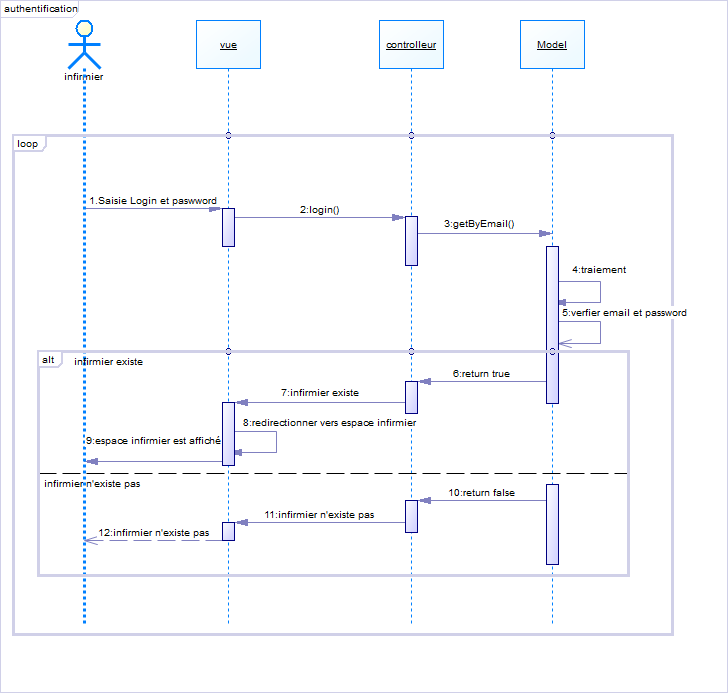 authentification
vue
controlleur
Model
infirmier
loop
1.Saisie Login et paswword
2:login()
3:getByEmail()
4:traiement
5:verfier email et password
alt
infirmier existe
6:return true
7:infirmier existe
8:redirectionner vers espace infirmier
9:espace infirmier est affiché
infirmier n'existe pas
10:return false
11:infirmier n'existe pas
12:infirmier n'existe pas